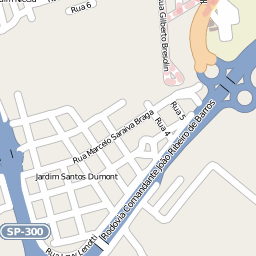 Rua 6
Rua Gilberto Bresolin
Rua 5
Rua 4
Rua Marcelo Saraiva Braga
Jardim Santos Dumont
Rodovia Comandante João Ribeiro de Barros
SP-300